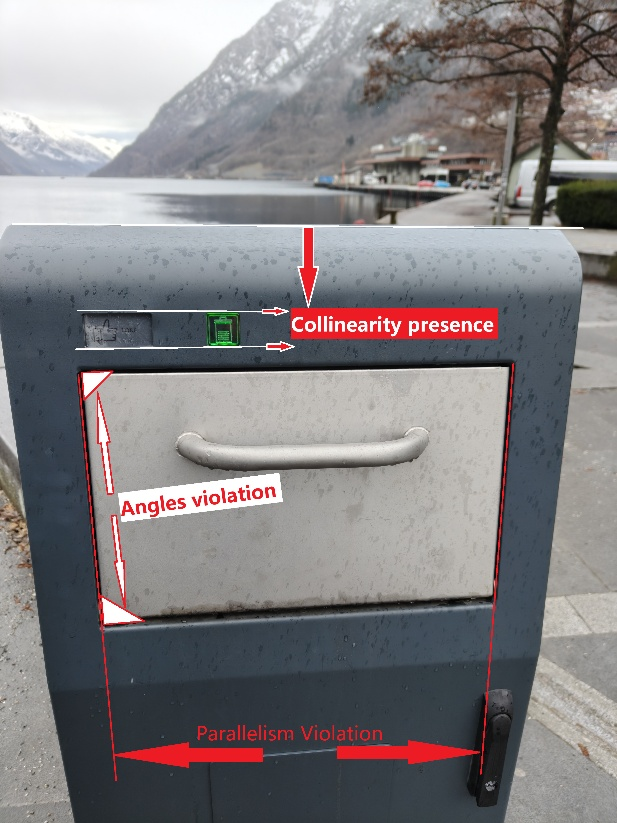 Collinearity presence
Angles violation
Parallelism Violation